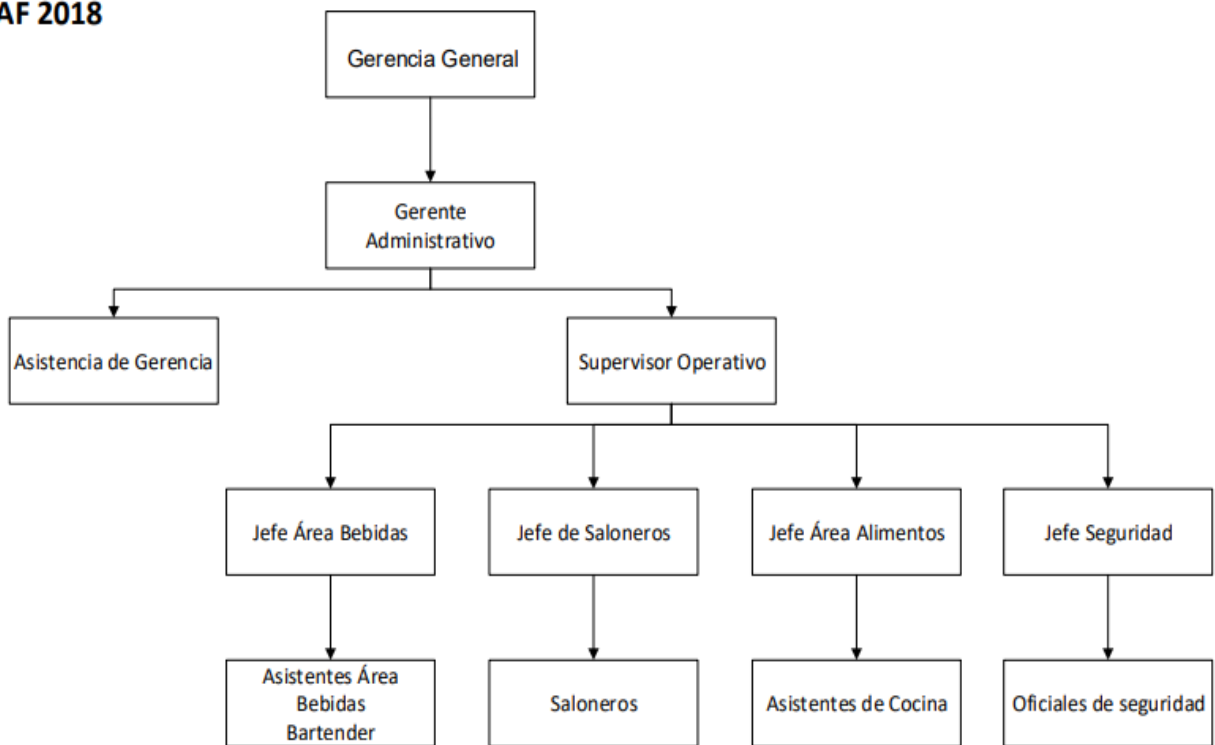 AF 2018
Gerencia General
Gerente
Administrativo
Asistencia de Gerencia
Supervisor Operativo
Jefe Área Bebidas
Jefe de Saloneros
Jefe Área Alimentos
Jefe Seguridad
Asistentes Área
Bebidas
Bartender
Saloneros
Asistentes de Cocina
Oficiales de seguridad